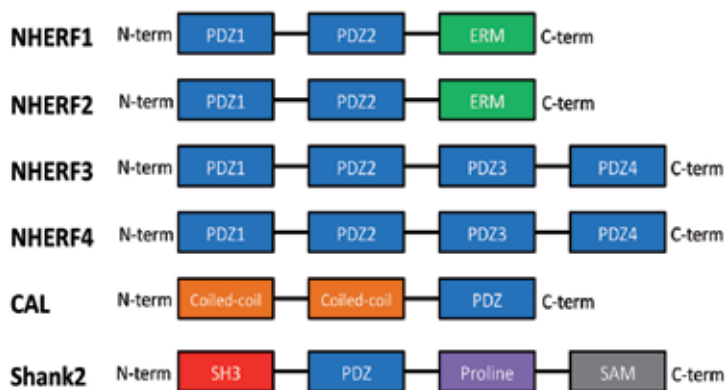 NHERF1 N-term PDZ1 PDZ2 ERM C-term
NHERF2 N-term PDZ1 PDZ2 ERM C-term
NHERF3 N-term PDZ1 PDZ2 PDZ3 PDZ4 C-term
NHERF4 N-term PDZ1 PDZ2 PDZ3 PDZ4 C-term
CAL N-term Coiled-coil Coiled-coil PDZ C-term
Shank2 N-term SH3 PDZ Proline SAM C-term